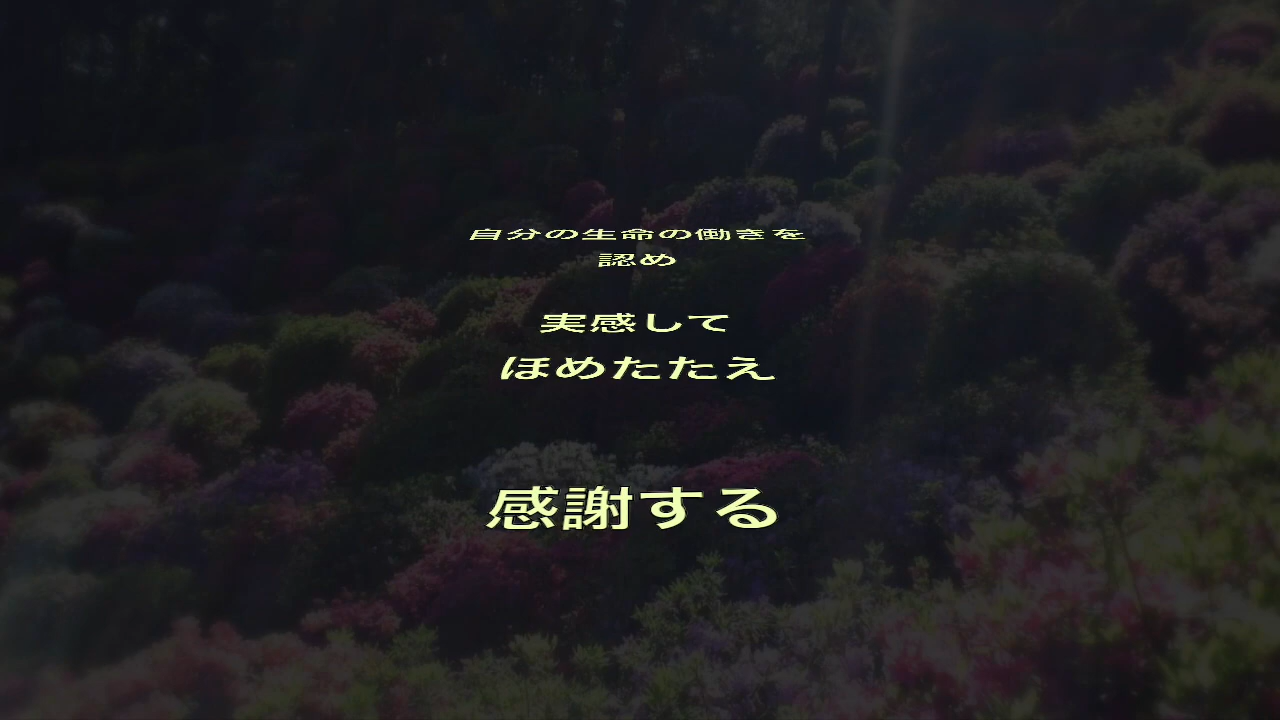 自分の生命の働きを
認め
実感して
ほめたたえ
感謝する